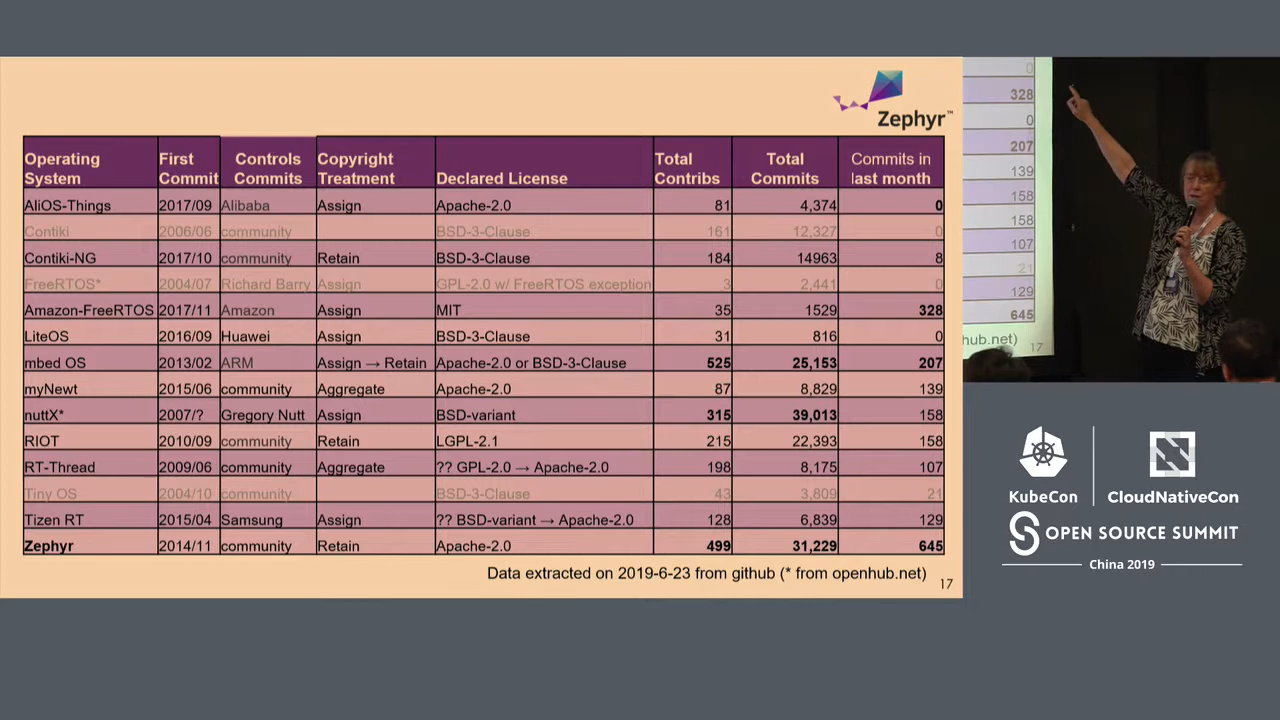 Zephyr™
Operating System First Commit Controls Commits Copyright Treatment Declared License Total Contribs Total Commits Commits in last month
AliOS-Things 2017/09 Alibaba Assign Apache-2.0 81 4,374 0
Contiki 2006/06 community BSD-3-Clause 161 12,327 0
Contiki-NG 2017/10 community Retain BSD-3-Clause 184 14963 8
FreeRTOS* 2004/07 Richard Barry Assign GPL-2.0 w/ FreeRTOS exception 3 2,441 0
Amazon-FreeRTOS 2017/11 Amazon Assign MIT 35 1529 328
LiteOS 2016/09 Huawei Assign BSD-3-Clause 31 816 0
mbed OS 2013/02 ARM Assign → Retain Apache-2.0 or BSD-3-Clause 525 25,153 207
myNewt 2015/06 community Aggregate Apache-2.0 87 8,829 139
nuttX* 2007/? Gregory Nutt Assign BSD-variant 315 39,013 158
RIOT 2010/09 community Retain LGPL-2.1 215 22,393 158
RT-Thread 2009/06 community Aggregate ?? GPL-2.0 → Apache-2.0 198 8,175 107
Tiny OS 2004/10 community BSD-3-Clause 43 3,809 21
Tizen RT 2015/04 Samsung Assign ?? BSD-variant → Apache-2.0 128 6,839 129
Zephyr 2014/11 community Retain Apache-2.0 499 31,229 645
Data extracted on 2019-6-23 from github (* from openhub.net)
17
0
328
0
207
139
158
158
107
21
129
645
hub.net)
17
KubeCon CloudNativeCon
OPEN SOURCE SUMMIT
China 2019